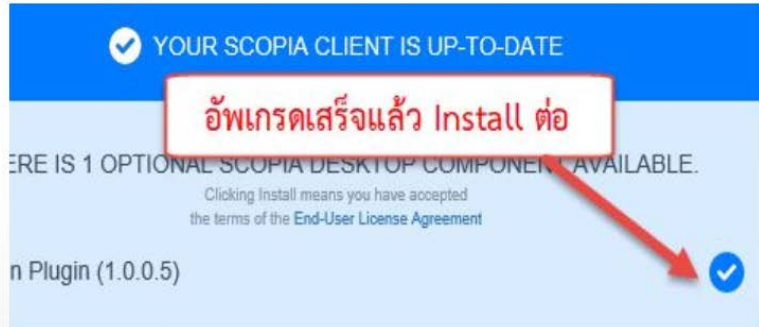 YOUR SCOPIA CLIENT IS UP-TO-DATE
อัพเกรดเสร็จแล้ว Install ต่อ
ERE IS 1 OPTIONAL SCOPIA DESKTOP COMPONENT AVAILABLE.
Clicking Install means you have accepted
the terms of the End-User License Agreement
n Plugin (1.0.0.5)